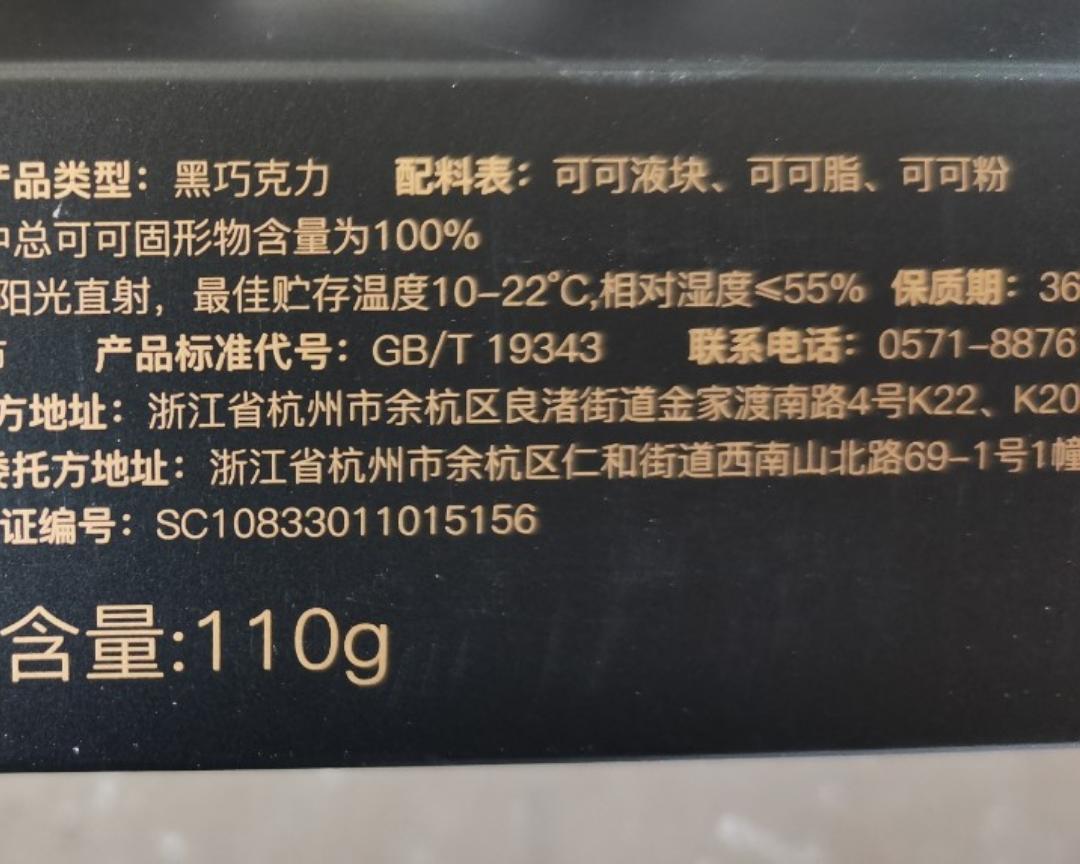 产品类型：黑巧克力 配料表：可可液块、可可脂、可可粉
中总可可固形物含量为100%
阳光直射，最佳贮存温度10-22℃,相对湿度≤55% 保质期：36
产品标准代号：GB/T 19343 联系电话：0571-8876
方地址：浙江省杭州市余杭区良渚街道金家渡南路4号K22、K20
委托方地址：浙江省杭州市余杭区仁和街道西南山北路69-1号1幢
证编号：SC10833011015156
含量:110g